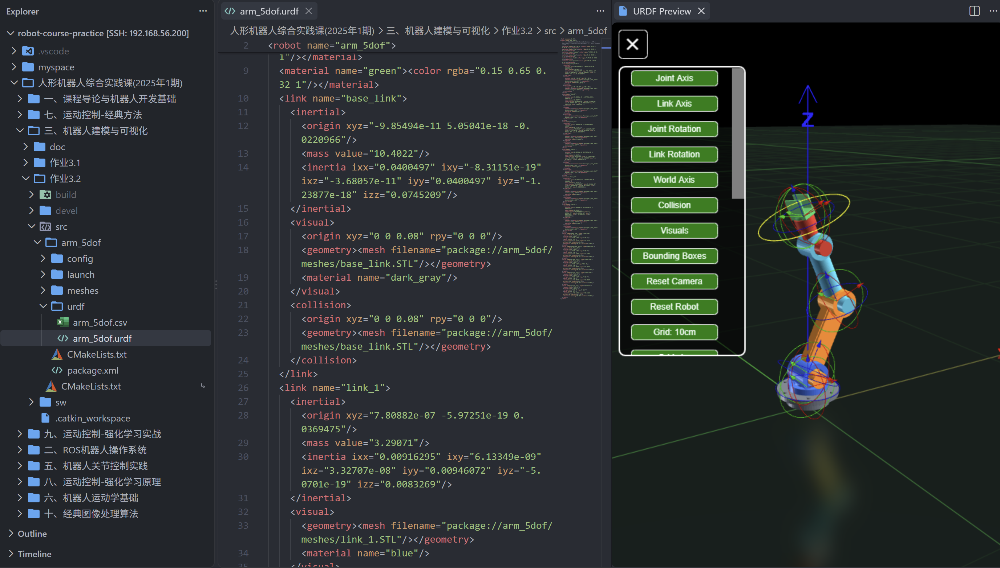 Explorer
robot-course-practice [SSH: 192.168.56.200]
.vscode
myspace
人形机器人综合实践课(2025年1期)
一、课程导论与机器人开发基础
七、运动控制-经典方法
三、机器人建模与可视化
doc
作业3.1
作业3.2
build
devel
src
arm_5dof
config
launch
meshes
urdf
arm_5dof.csv
arm_5dof.urdf
CMakeLists.txt
package.xml
CMakeLists.txt
sw
.catkin_workspace
九、运动控制-强化学习实战
二、ROS机器人操作系统
五、机器人关节控制实践
八、运动控制-强化学习原理
六、机器人运动学基础
十、经典图像处理算法
Outline
Timeline
arm_5dof.urdf
人形机器人综合实践课(2025年1期) > 三、机器人建模与可视化 > 作业3.2 > src > arm_5dof
2 <robot name="arm_5dof">
1"/></material>
9 <material name="green"><color rgba="0.15 0.65 0.
32 1"/></material>
10 <link name="base_link">
11 <inertial>
12 <origin xyz="-9.85494e-11 5.05041e-18 -0.
0220966"/>
13 <mass value="10.4022"/>
14 <inertia ixx="0.0400497" ixy="-8.31151e-19"
ixz="-3.68057e-11" iyy="0.0400497" iyz="-1.
23877e-18" izz="0.0745209"/>
15 </inertial>
16 <visual>
17 <origin xyz="0 0 0.08" rpy="0 0 0"/>
18 <geometry><mesh filename="package://arm_5dof/
meshes/base_link.STL"/></geometry>
19 <material name="dark_gray"/>
20 </visual>
21 <collision>
22 <origin xyz="0 0 0.08" rpy="0 0 0"/>
23 <geometry><mesh filename="package://arm_5dof/
meshes/base_link.STL"/></geometry>
24 </collision>
25 </link>
26 <link name="link_1">
27 <inertial>
28 <origin xyz="7.80882e-07 -5.97251e-19 0.
0369475"/>
29 <mass value="3.29071"/>
30 <inertia ixx="0.00916295" ixy="6.13349e-09"
ixz="3.32707e-08" iyy="0.00946072" iyz="-5.
0701e-19" izz="0.0083269"/>
31 </inertial>
32 <visual>
33 <geometry><mesh filename="package://arm_5dof/
meshes/link_1.STL"/></geometry>
34 <material name="blue"/>
35 </visual>
URDF Preview
Joint Axis
Link Axis
Joint Rotation
Link Rotation
World Axis
Collision
Visuals
Bounding Boxes
Reset Camera
Reset Robot
Grid: 10cm
Z